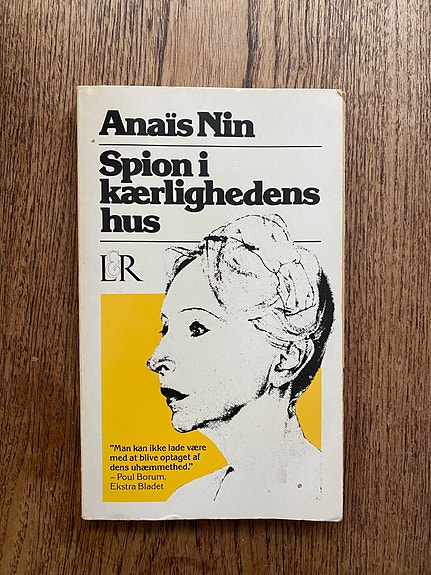 Anaïs Nin
Spion i
kærlighedens
hus
L&R
"Man kan ikke lade være
med at blive optaget af
dens uhæmmethed."
– Poul Borum,
Ekstra Bladet